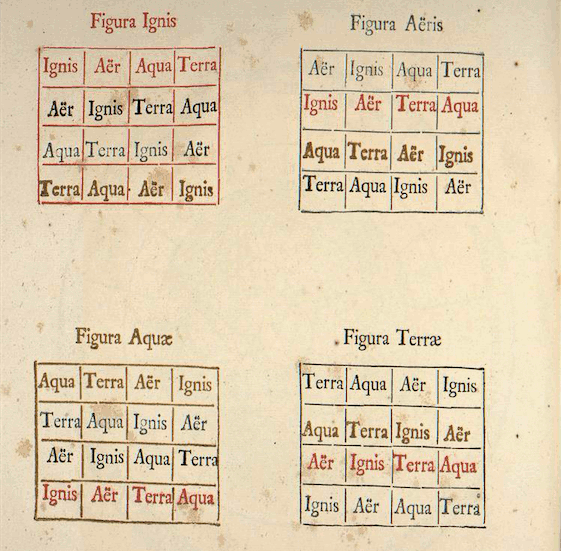 Figura Ignis
Ignis Aër Aqua Terra
Aër Ignis Terra Aqua
Aqua Terra Ignis Aër
Terra Aqua Aër Ignis
Figura Aëris
Aër Ignis Aqua Terra
Ignis Aër Terra Aqua
Aqua Terra Aër Ignis
Terra Aqua Ignis Aër
Figura Aquæ
Aqua Terra Aër Ignis
Terra Aqua Ignis Aër
Aër Ignis Aqua Terra
Ignis Aër Terra Aqua
Figura Terræ
Terra Aqua Aër Ignis
Aqua Terra Ignis Aër
Aër Ignis Terra Aqua
Ignis Aër Aqua Terra